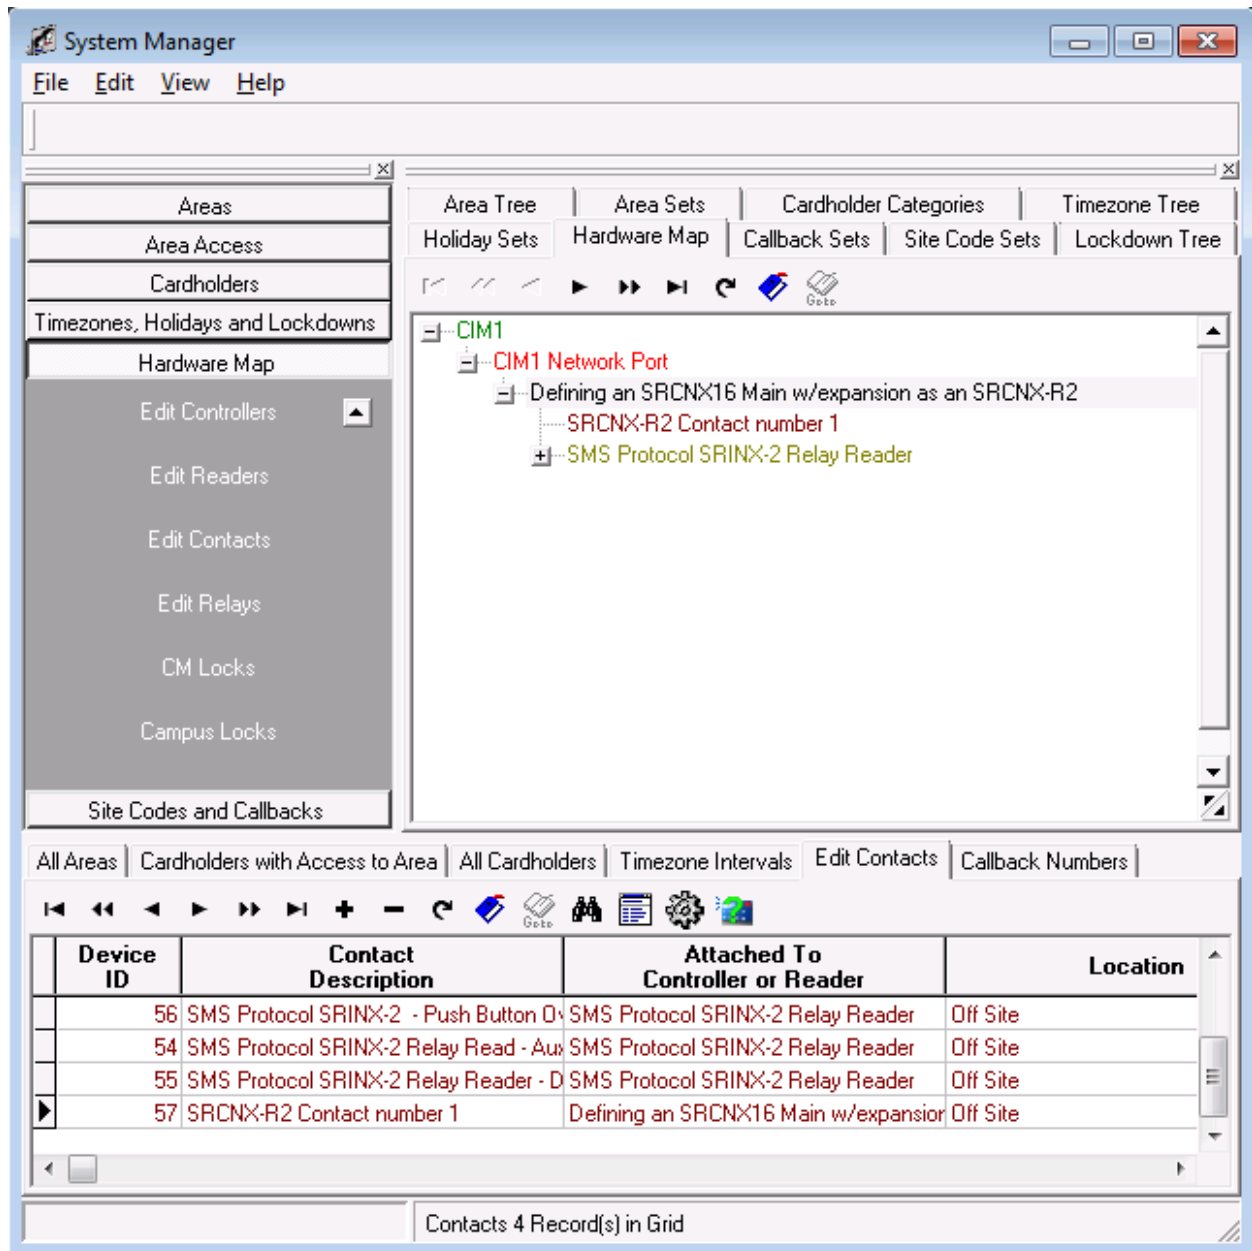 System Manager
File Edit View Help
Areas
Area Access
Cardholders
Timezones, Holidays and Lockdowns
Hardware Map
Edit Controllers
Edit Readers
Edit Contacts
Edit Relays
CM Locks
Campus Locks
Site Codes and Callbacks
Area Tree Area Sets Cardholder Categories Timezone Tree
Holiday Sets Hardware Map Callback Sets Site Code Sets Lockdown Tree
Goto
CIM1
CIM1 Network Port
Defining an SRCNX16 Main w/expansion as an SRCNX-R2
SRCNX-R2 Contact number 1
SMS Protocol SRINX-2 Relay Reader
All Areas Cardholders with Access to Area All Cardholders Timezone Intervals Edit Contacts Callback Numbers
Goto
Device ID Contact Description Attached To Controller or Reader Location
56 SMS Protocol SRINX-2 - Push Button Ov SMS Protocol SRINX-2 Relay Reader Off Site
54 SMS Protocol SRINX-2 Relay Read - Aux SMS Protocol SRINX-2 Relay Reader Off Site
55 SMS Protocol SRINX-2 Relay Reader - D SMS Protocol SRINX-2 Relay Reader Off Site
57 SRCNX-R2 Contact number 1 Defining an SRCNX16 Main w/expansion Off Site
Contacts 4 Record(s) in Grid